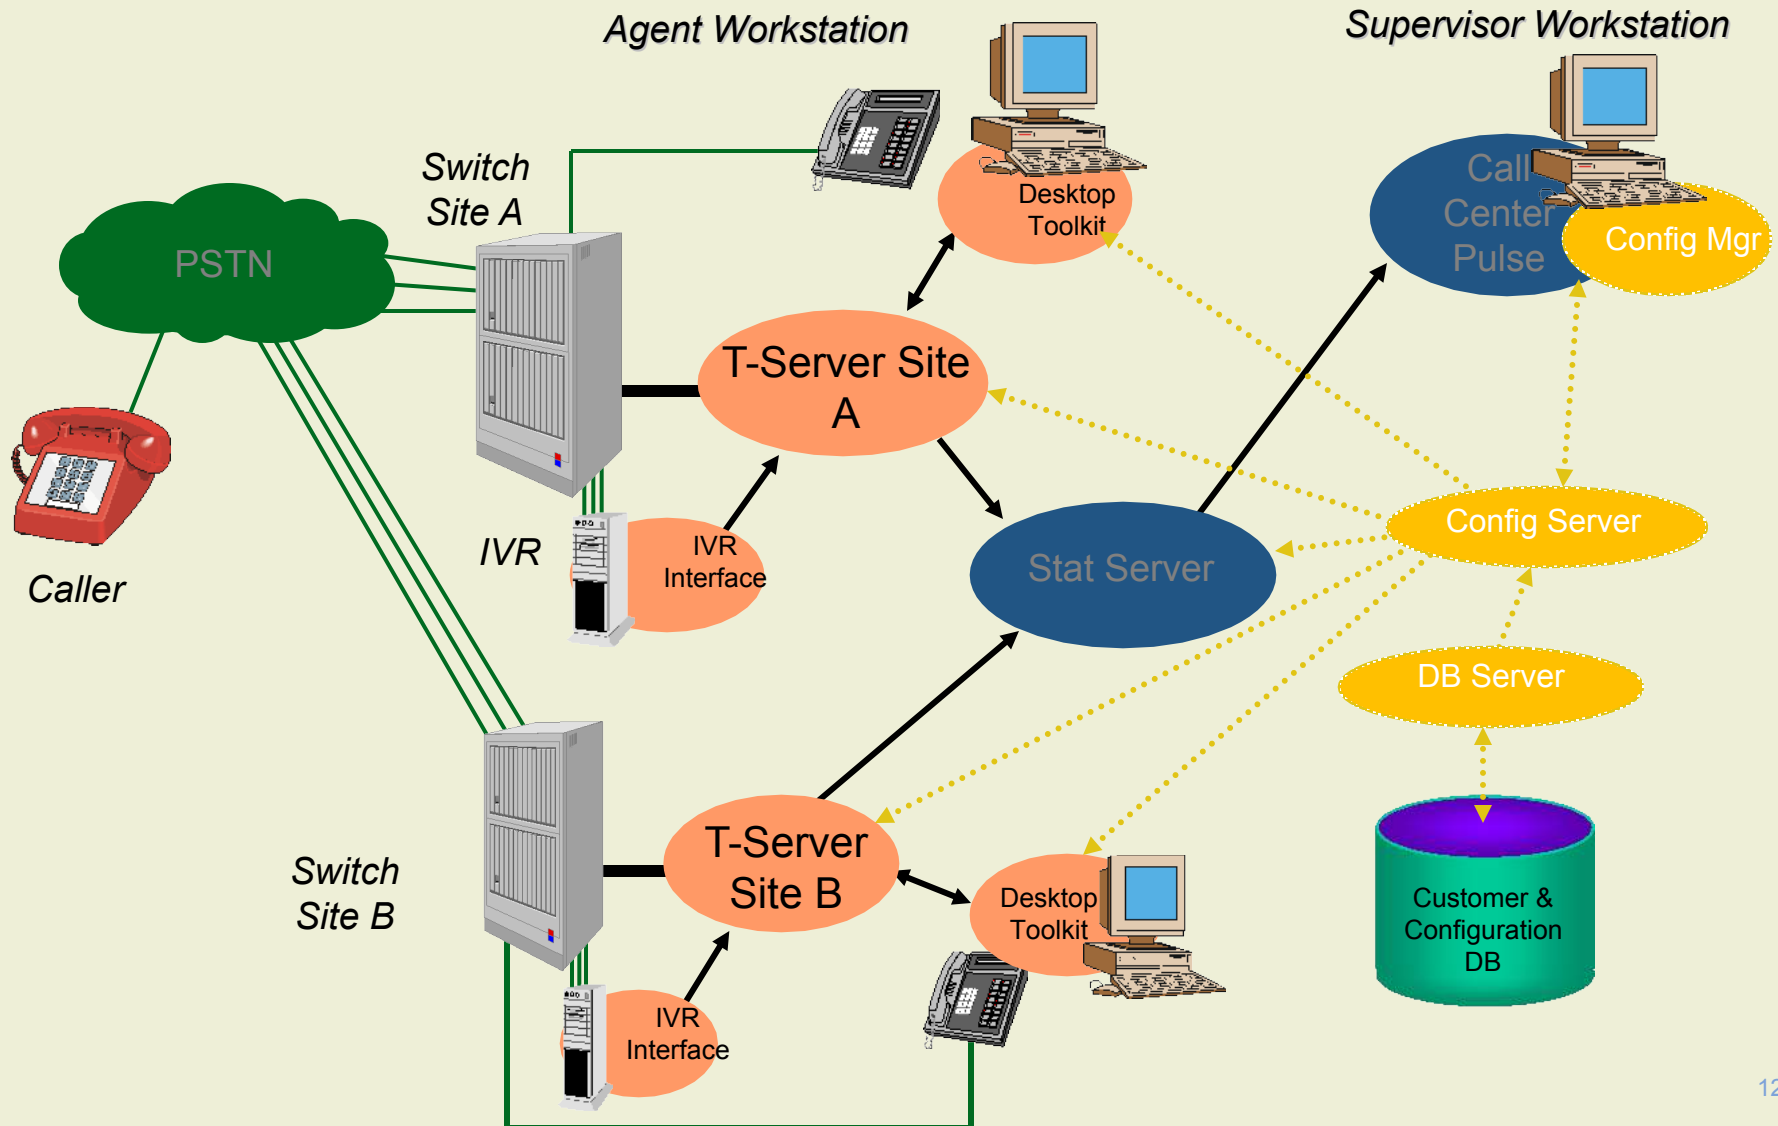 Agent Workstation
Supervisor Workstation
Switch
Site A
Desktop
Toolkit
Call
Center
Pulse
Config Mgr
PSTN
T-Server Site
A
Config Server
IVR
IVR
Interface
Stat Server
Caller
DB Server
T-Server
Site B
Switch
Site B
Desktop
Toolkit
Customer &
Configuration
DB
IVR
Interface
12